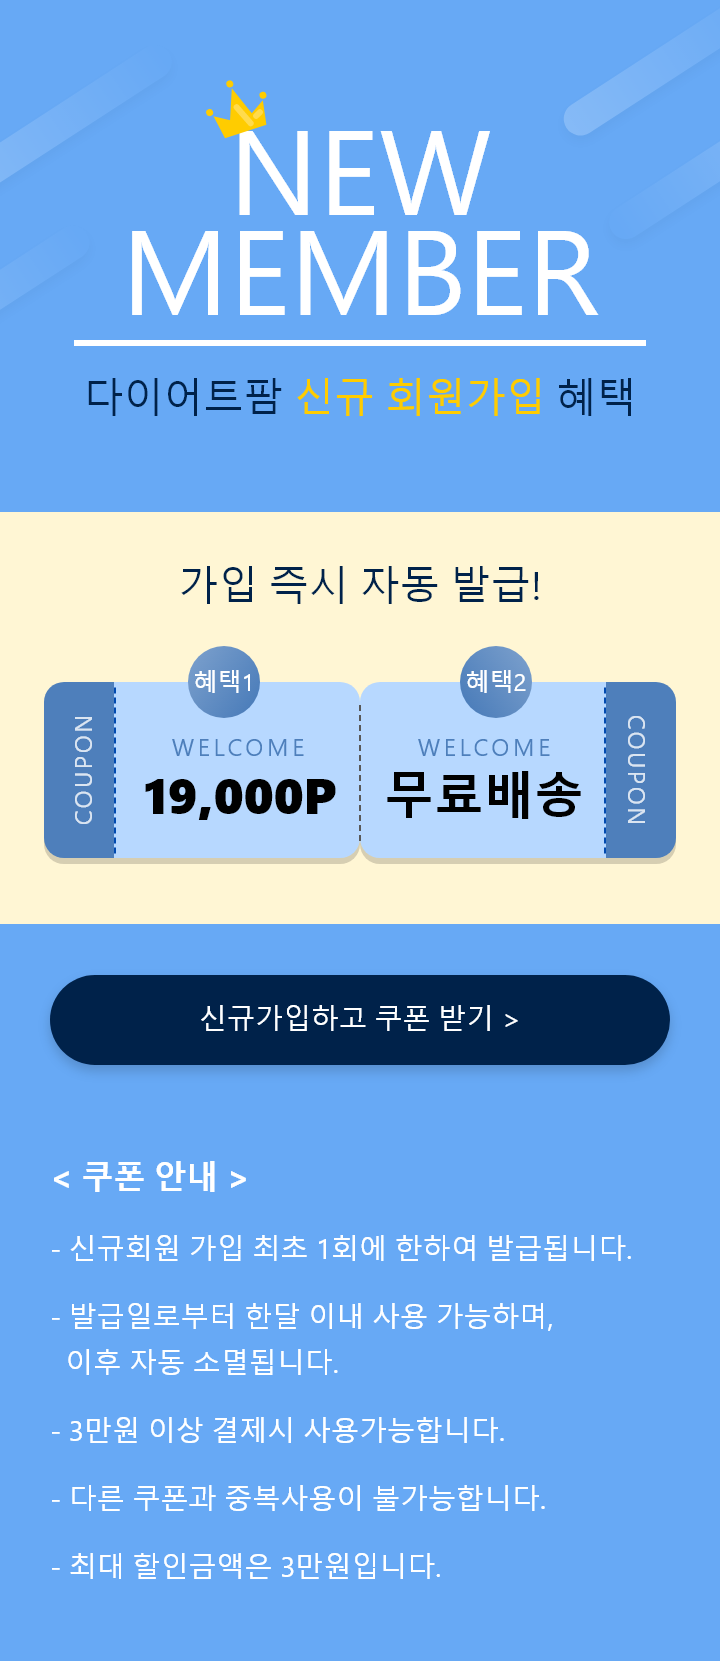 NEW
MEMBER
다이어트팜 신규 회원가입 혜택
가입 즉시 자동 발급!
혜택1
혜택2
COUPON
WELCOME
19,000P
WELCOME
무료배송
COUPON
신규가입하고 쿠폰 받기 >
< 쿠폰 안내 >
- 신규회원 가입 최초 1회에 한하여 발급됩니다.
- 발급일로부터 한달 이내 사용 가능하며,
이후 자동 소멸됩니다.
- 3만원 이상 결제시 사용가능합니다.
- 다른 쿠폰과 중복사용이 불가능합니다.
- 최대 할인금액은 3만원입니다.